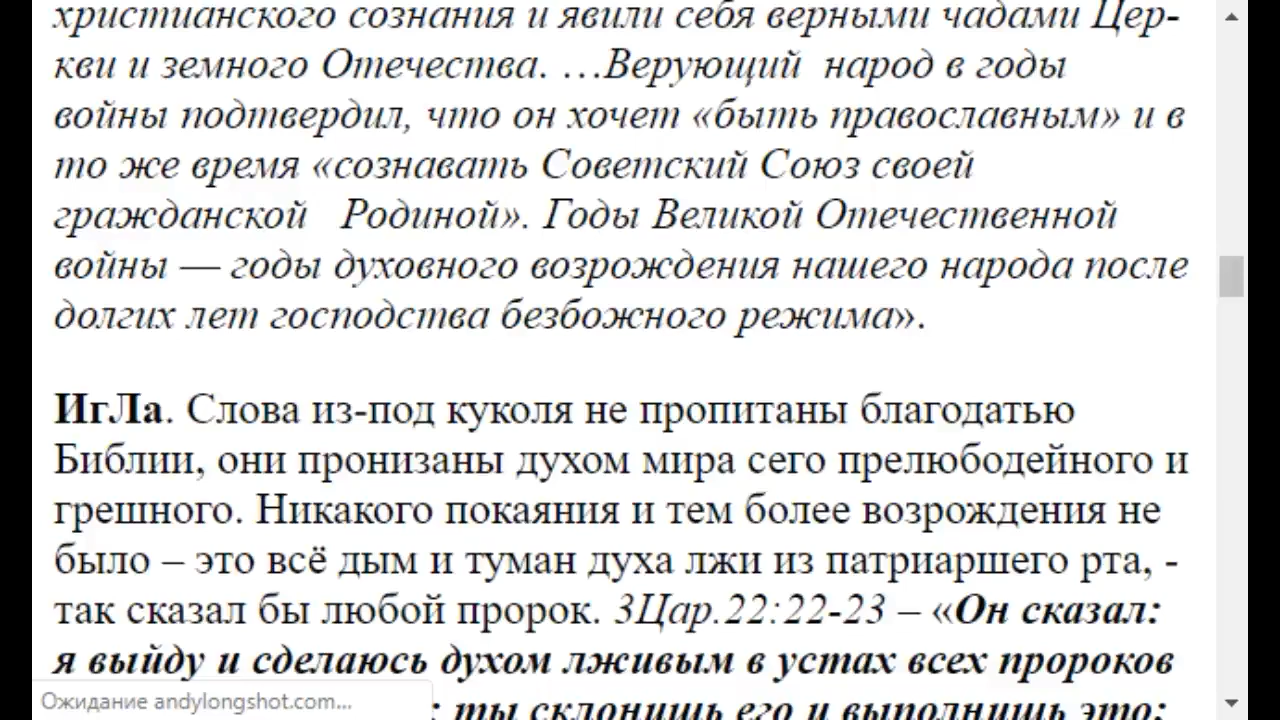 христианского сознания и явили себя верными чадами Цер-
кви и земного Отечества. …Верующий народ в годы
войны подтвердил, что он хочет «быть православным» и в
то же время «сознавать Советский Союз своей
гражданской Родиной». Годы Великой Отечественной
войны — годы духовного возрождения нашего народа после
долгих лет господства безбожного режима».
ИгЛа. Слова из-под куколя не пропитаны благодатью
Библии, они пронизаны духом мира сего прелюбодейного и
грешного. Никакого покаяния и тем более возрождения не
было – это всё дым и туман духа лжи из патриаршего рта, -
так сказал бы любой пророк. 3Цар.22:22-23 – «Он сказал:
я выйду и сделаюсь духом лживым в устах всех пророков
: ты склонишь его и выполнишь это;
Ожидание andylongshot.com...